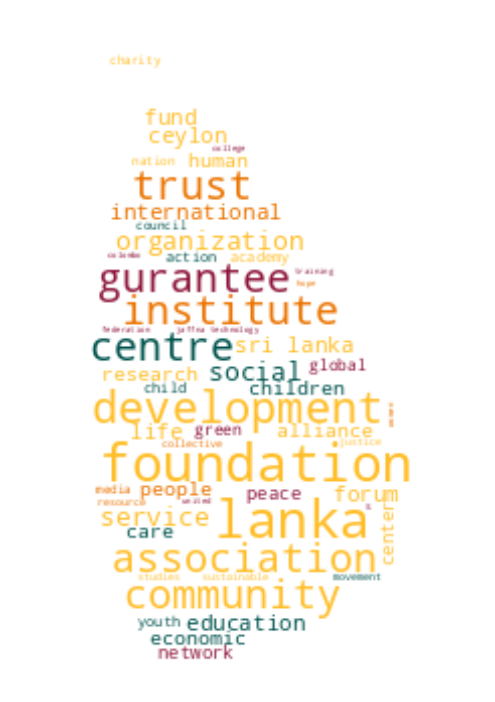 charity
fund
ceylon
college
nation human
trust
international
council
organization
colombo action academy
gurantee training
hope
institute
federation jaffna technology
centre sri lanka
research social global
child children
development
life green alliance
collective justice
foundation
media people peace forum
resource united
service lanka
care center
association
studies sustainable movement
community
youth education
economic
network